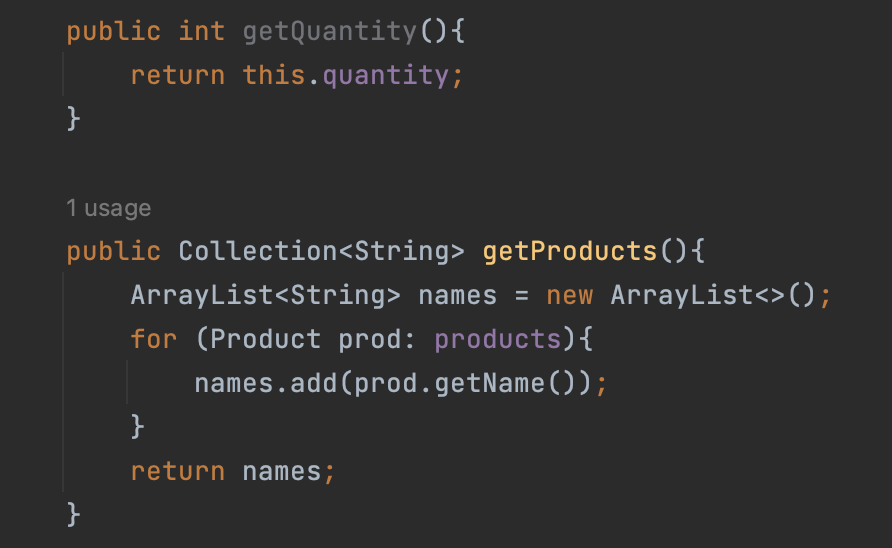 public int getQuantity(){
    return this.quantity;
}
1 usage
public Collection<String> getProducts(){
    ArrayList<String> names = new ArrayList<>();
    for (Product prod: products){
        names.add(prod.getName());
    }
    return names;
}